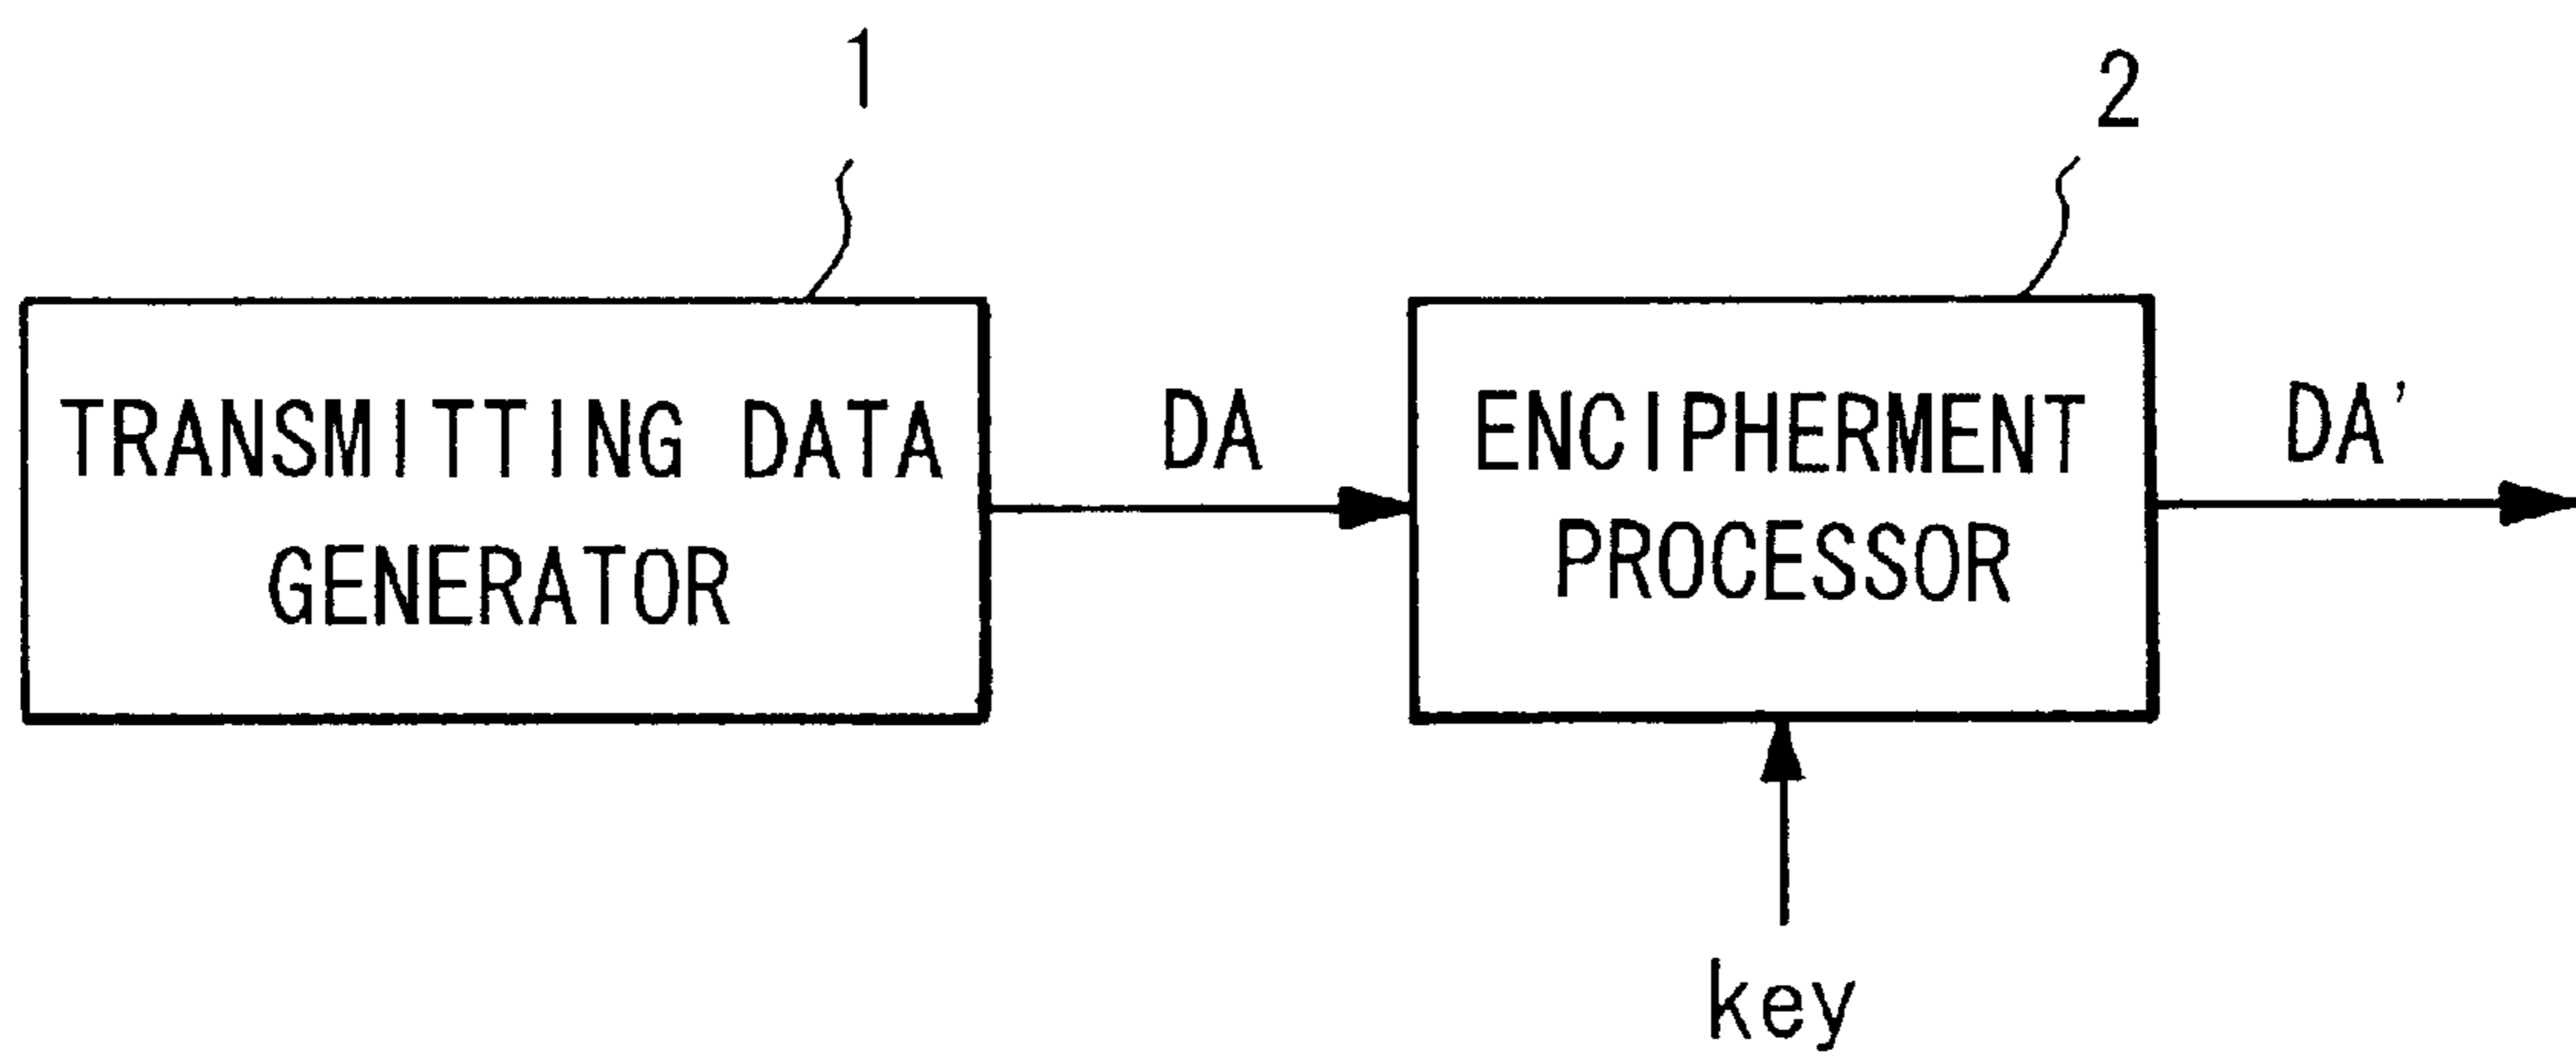 1
2
TRANSMITTING DATA
GENERATOR
DA
ENCIPHERMENT
PROCESSOR
DA'
key